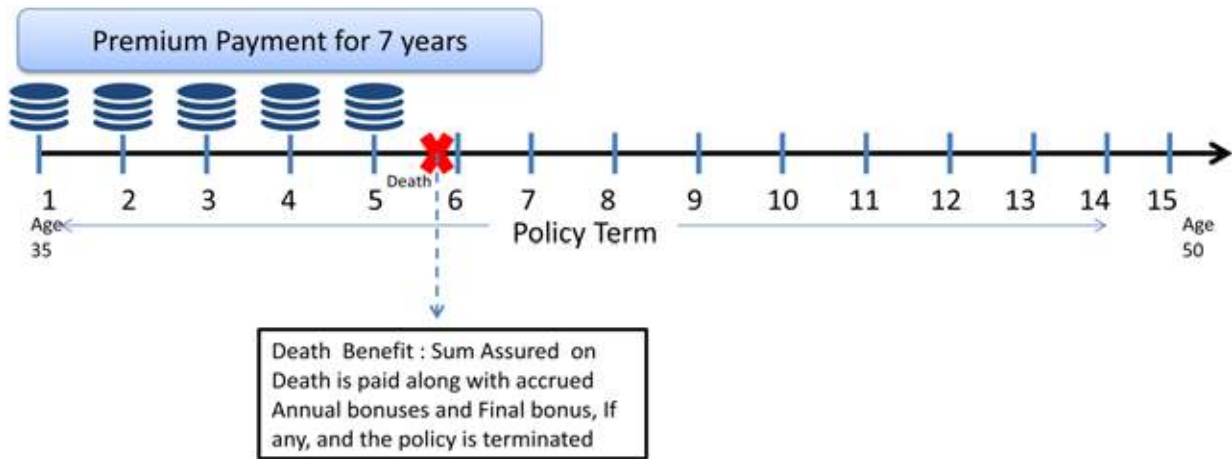 Premium Payment for 7 years
Death
1 2 3 4 5 6 7 8 9 10 11 12 13 14 15
Age
35
Policy Term
Age
50
Death Benefit : Sum Assured on
Death is paid along with accrued
Annual bonuses and Final bonus, If
any, and the policy is terminated